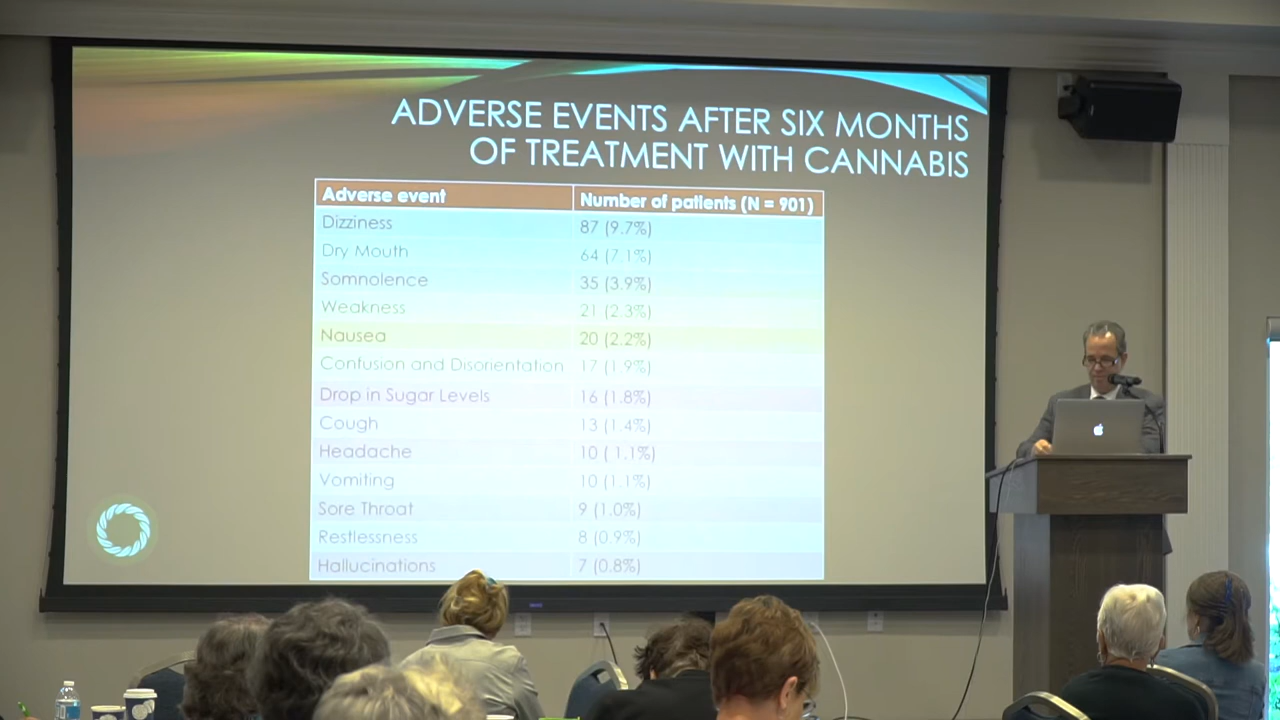 ADVERSE EVENTS AFTER SIX MONTHS
OF TREATMENT WITH CANNABIS
Adverse event Number of patients (N = 901)
Dizziness 87 (9.7%)
Dry Mouth 64 (7.1%)
Somnolence 35 (3.9%)
Weakness 21 (2.3%)
Nausea 20 (2.2%)
Confusion and Disorientation 17 (1.9%)
Drop in Sugar Levels 16 (1.8%)
Cough 13 (1.4%)
Headache 10 ( 1.1%)
Vomiting 10 (1.1%)
Sore Throat 9 (1.0%)
Restlessness 8 (0.9%)
Hallucinations 7 (0.8%)